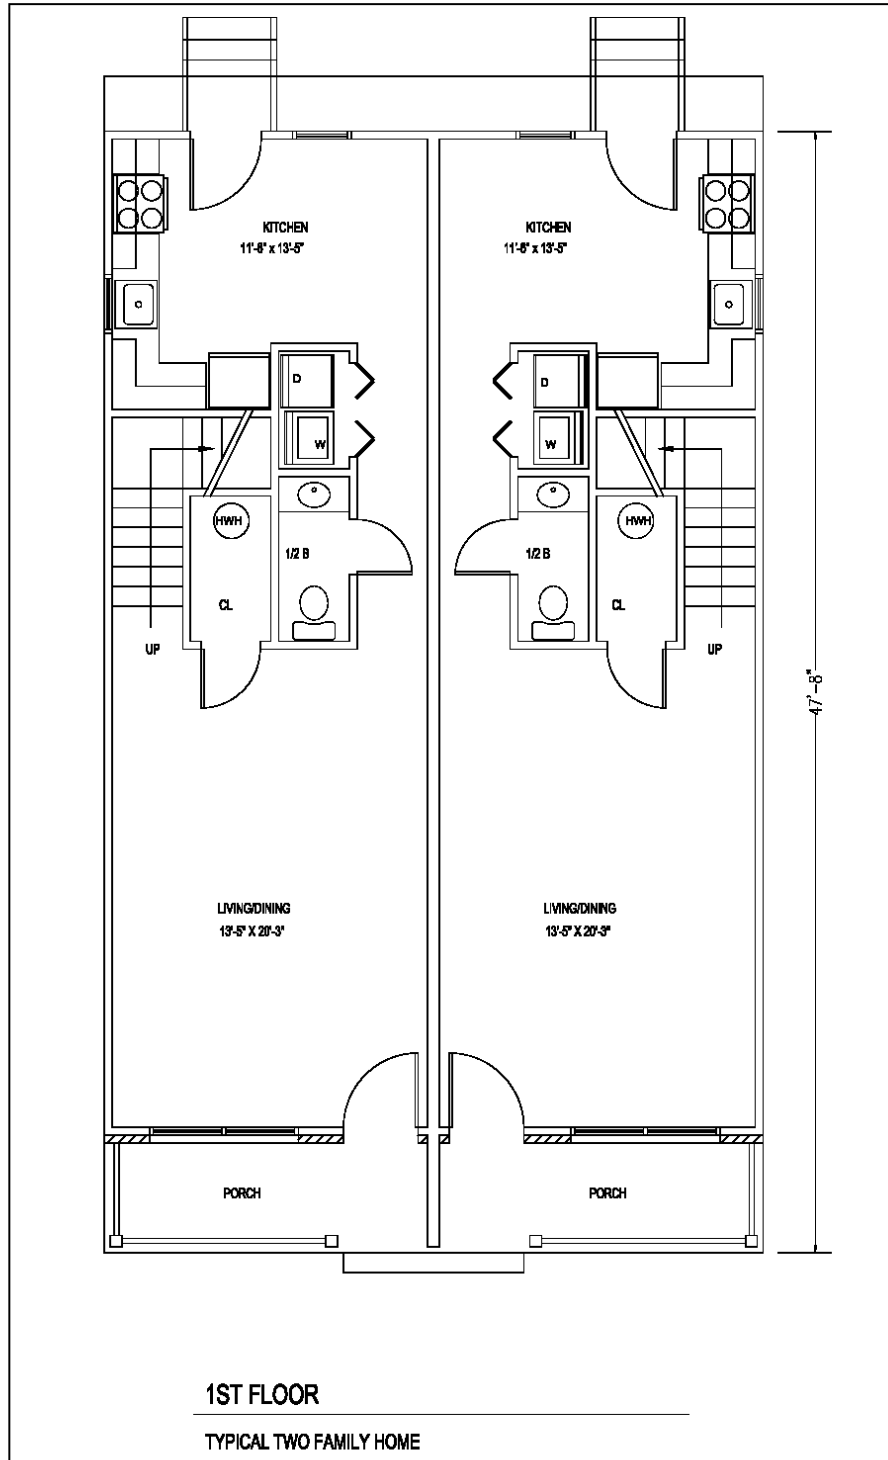 KITCHEN
11'-6" x 13'-5"
KITCHEN
11'-6" x 13'-5"
D
W
D
W
HWH
1/2 B
CL
UP
1/2 B
HWH
CL
UP
47'-8"
LIVING/DINING
13'-5" X 20'-3"
LIVING/DINING
13'-5" X 20'-3"
PORCH
PORCH
1ST FLOOR
TYPICAL TWO FAMILY HOME